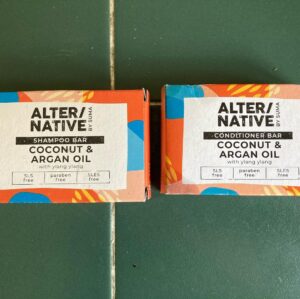 ALTER/
NATIVE
BY SUMA
SHAMPOO BAR
COCONUT &
ARGAN OIL
with ylang ylang
SLS
free
paraben
free
SLES
free
ALTER/
NATIVE
BY SUMA
CONDITIONER BAR
COCONUT &
ARGAN OIL
with ylang ylang
SLS
free
paraben
free
SLES
free